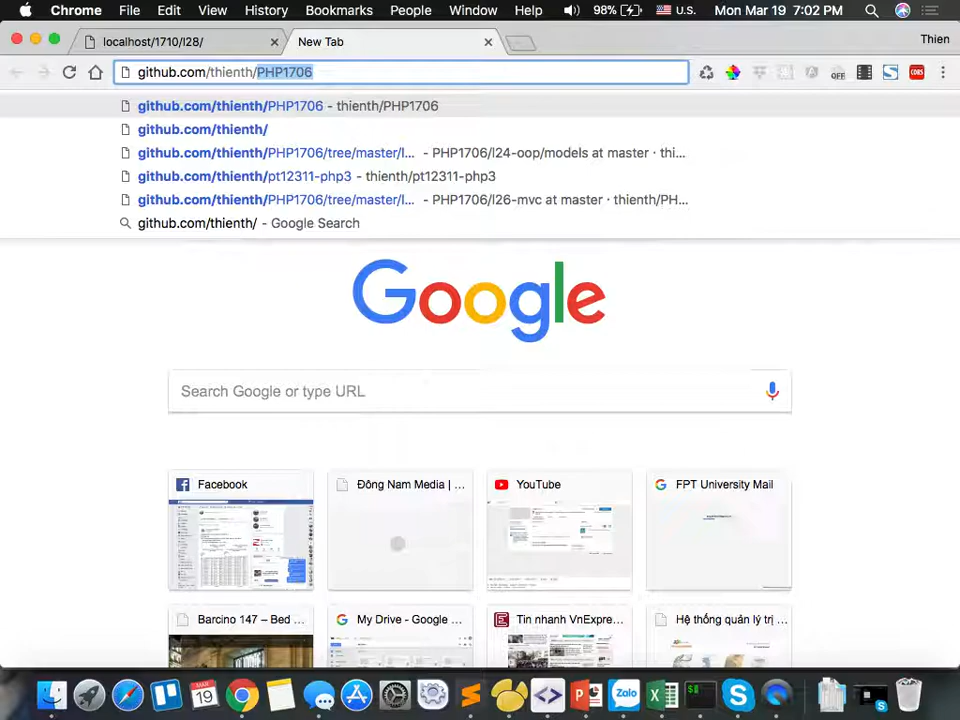 Chrome File Edit View History Bookmarks People Window Help 98% U.S. Mon Mar 19 7:02 PM
localhost/1710/l28/ New Tab Thien
github.com/thienth/PHP1706 OFF CORS
github.com/thienth/PHP1706 - thienth/PHP1706
github.com/thienth/
github.com/thienth/PHP1706/tree/master/l... - PHP1706/l24-oop/models at master · thi...
github.com/thienth/pt12311-php3 - thienth/pt12311-php3
github.com/thienth/PHP1706/tree/master/l... - PHP1706/l26-mvc at master · thienth/PH...
github.com/thienth/ - Google Search
Google
Search Google or type URL
Facebook Đông Nam Media | ... YouTube FPT University Mail
Barcino 147 – Bed ... My Drive - Google ... Tin nhanh VnExpre... Hệ thống quản lý trị ...
MAR
19
Zalo